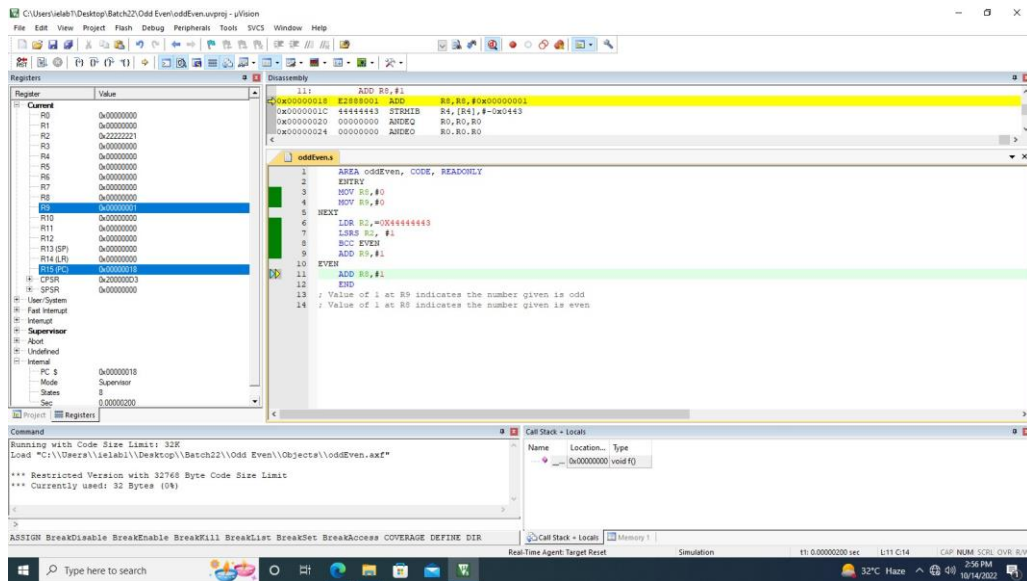 C:\Users\ielab1\Desktop\Batch22\Odd Even\oddEven.uvproj - µVision
File Edit View Project Flash Debug Peripherals Tools SVCS Window Help
Registers
Register Value
Current
R0 0x00000000
R1 0x00000000
R2 0x22222221
R3 0x00000000
R4 0x00000000
R5 0x00000000
R6 0x00000000
R7 0x00000000
R8 0x00000000
R9 0x00000001
R10 0x00000000
R11 0x00000000
R12 0x00000000
R13 (SP) 0x00000000
R14 (LR) 0x00000000
R15 (PC) 0x00000018
CPSR 0x200000D3
SPSR 0x00000000
User/System
Fast Interrupt
Interrupt
Supervisor
Abort
Undefined
Internal
PC $ 0x00000018
Mode Supervisor
States 8
Sec 0.00000200
Project Registers
Disassembly
11: ADD R8,#1
0x00000018 E2888001 ADD R8,R8,#0x00000001
0x0000001C 44444443 STRMIB R4,[R4],#-0x0443
0x00000020 00000000 ANDEQ R0,R0,R0
0x00000024 00000000 ANDEQ R0,R0,R0
oddEven.s
1 AREA oddEven, CODE, READONLY
2 ENTRY
3 MOV R8,#0
4 MOV R9,#0
5 NEXT
6 LDR R2,=0X44444443
7 LSRS R2, #1
8 BCC EVEN
9 ADD R9,#1
10 EVEN
11 ADD R8,#1
12 END
13 ; Value of 1 at R9 indicates the number given is odd
14 ; Value of 1 at R8 indicates the number given is even
Command
Running with Code Size Limit: 32K
Load "C:\\Users\\ielab1\\Desktop\\Batch22\\Odd Even\\Objects\\oddEven.axf"
*** Restricted Version with 32768 Byte Code Size Limit
*** Currently used: 32 Bytes (0%)
>
ASSIGN BreakDisable BreakEnable BreakKill BreakList BreakSet BreakAccess COVERAGE DEFINE DIR
Call Stack + Locals
Name Location... Type
0x00000000 void f()
Call Stack + Locals Memory 1
Real-Time Agent: Target Reset Simulation t1: 0.00000200 sec L:11 C:14 CAP NUM SCRL OVR R/W
Type here to search
32°C Haze
2:56 PM
10/14/2022